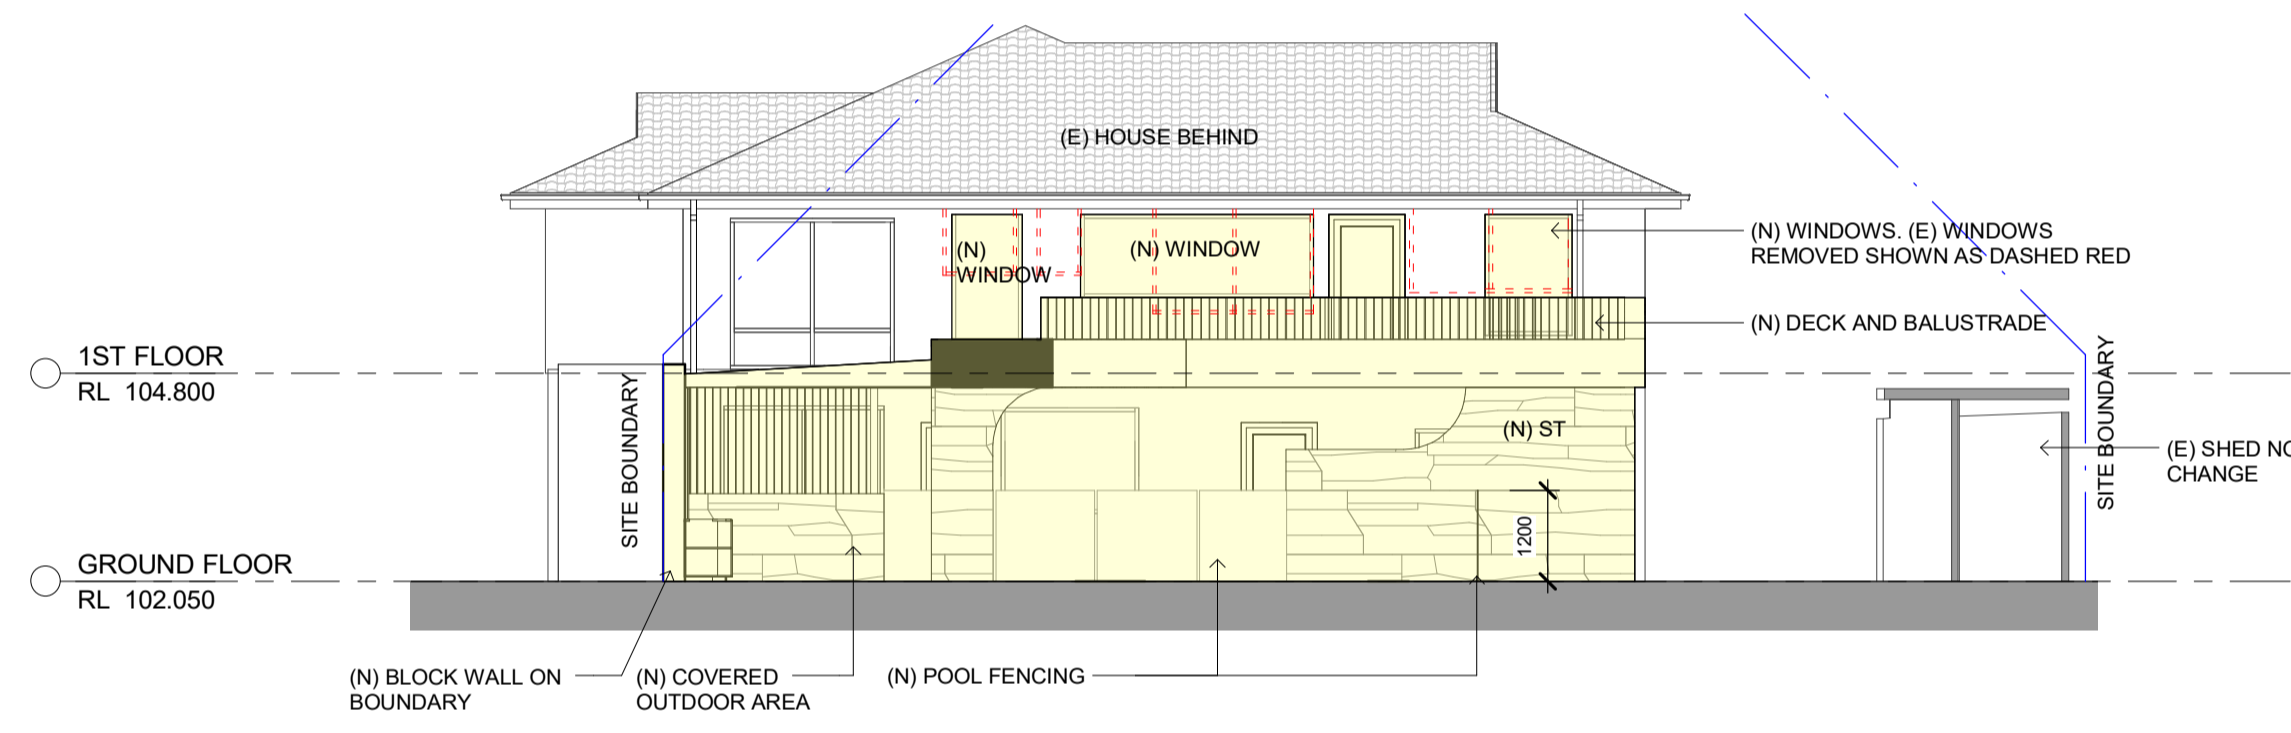 (E) HOUSE BEHIND
(N)
WINDOW
(N) WINDOW
(N) WINDOWS. (E) WINDOWS
REMOVED SHOWN AS DASHED RED
(N) DECK AND BALUSTRADE
1ST FLOOR
RL 104.800
SITE BOUNDARY
(N) ST
SITE BOUNDARY
(E) SHED NO
CHANGE
1200
GROUND FLOOR
RL 102.050
(N) BLOCK WALL ON
BOUNDARY
(N) COVERED
OUTDOOR AREA
(N) POOL FENCING